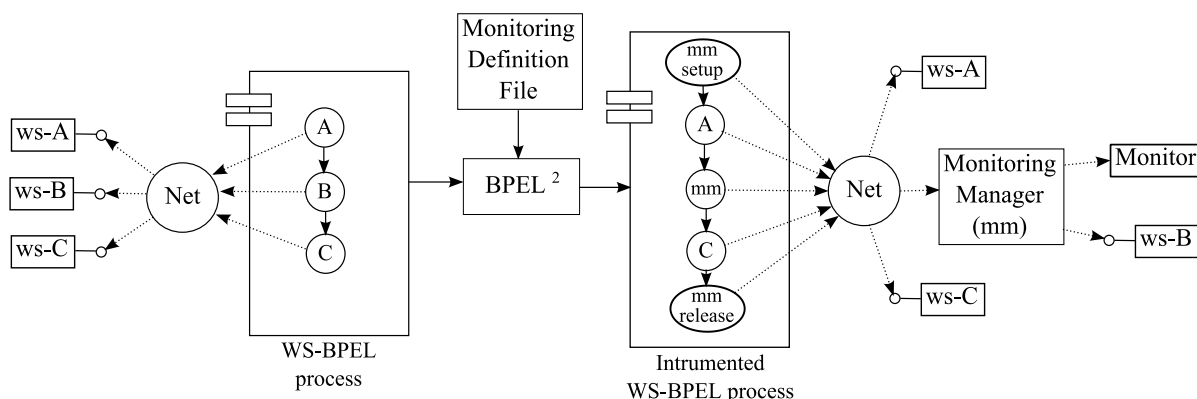 Monitoring
Definition
File
ws-A
ws-B
ws-C
Net
A
B
C
WS-BPEL
process
BPEL 2
mm
setup
A
mm
C
mm
release
Intrumented
WS-BPEL process
Net
ws-A
ws-C
Monitoring
Manager
(mm)
Monitor
ws-B